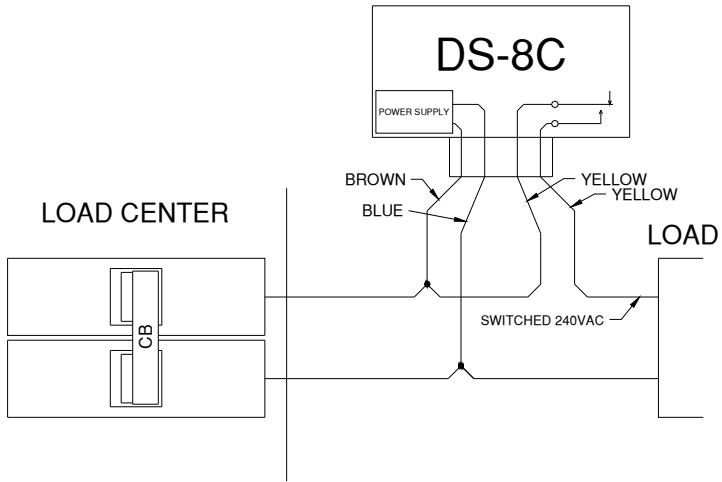 DS-8C
POWER SUPPLY
BROWN
YELLOW
YELLOW
BLUE
LOAD CENTER
LOAD
SWITCHED 240VAC
CB